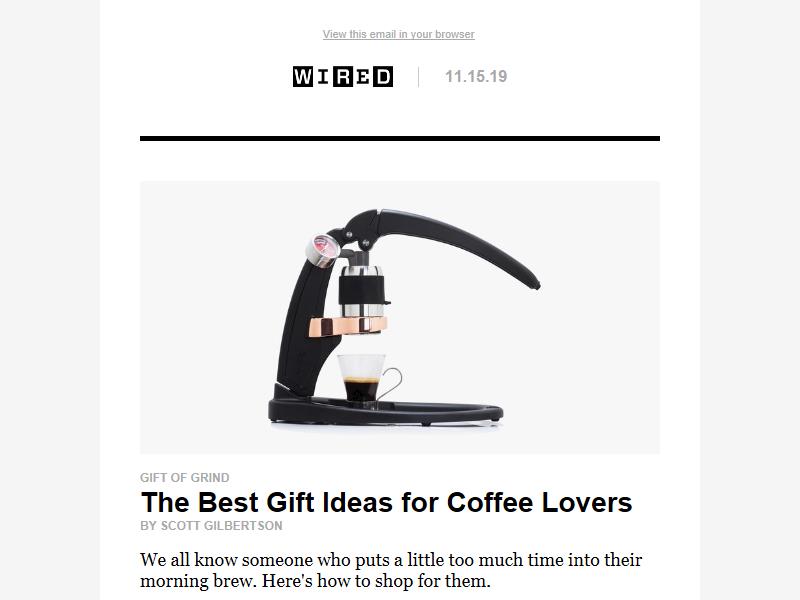 View this email in your browser
WIRED
11.15.19
GIFT OF GRIND
The Best Gift Ideas for Coffee Lovers
BY SCOTT GILBERTSON
We all know someone who puts a little too much time into their
morning brew. Here's how to shop for them.